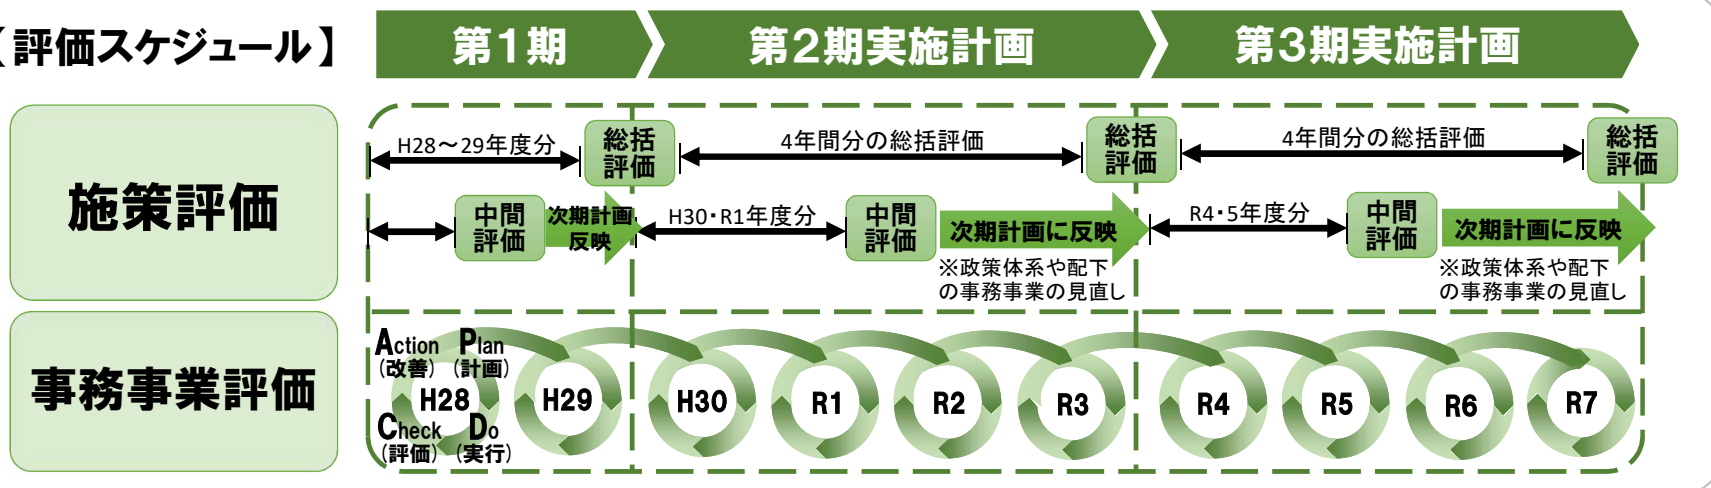 【評価スケジュール】
第1期
第2期実施計画
第3期実施計画
施策評価
H28～29年度分
総括
評価
4年間分の総括評価
総括
評価
4年間分の総括評価
総括
評価
中間
評価
次期計画
反映
H30・R1年度分
中間
評価
次期計画に反映
※政策体系や配下
の事務事業の見直し
R4・5年度分
中間
評価
次期計画に反映
※政策体系や配下
の事務事業の見直し
事務事業評価
Action Plan
(改善) (計画)
H28
Check Do
(評価) (実行)
H29
H30
R1
R2
R3
R4
R5
R6
R7